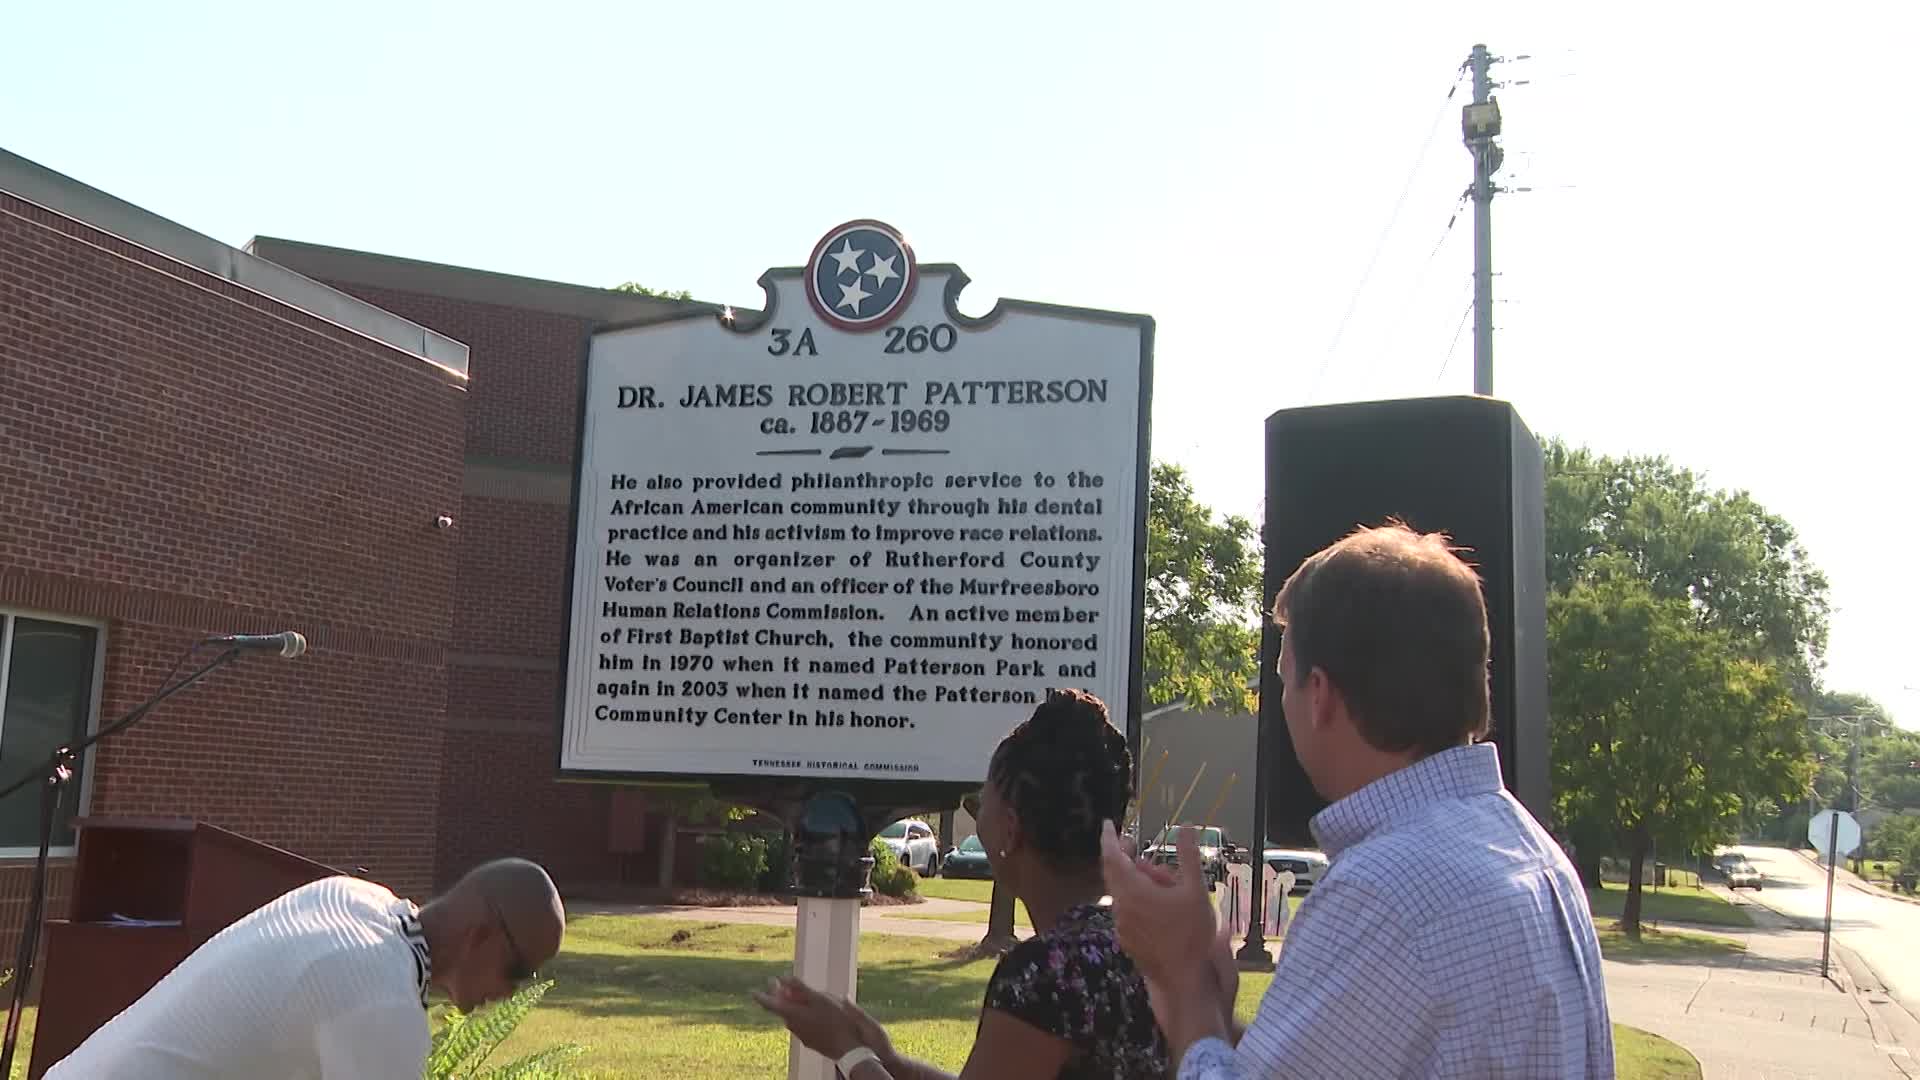 3A 260
DR. JAMES ROBERT PATTERSON
ca. 1887-1969
He also provided philanthropic service to the
African American community through his dental
practice and his activism to improve race relations.
He was an organizer of Rutherford County
Voter's Council and an officer of the Murfreesboro
Human Relations Commission. An active member
of First Baptist Church, the community honored
him in 1970 when it named Patterson Park and
again in 2003 when it named the Patterson
Community Center in his honor.
TENNESSEE HISTORICAL COMMISSION